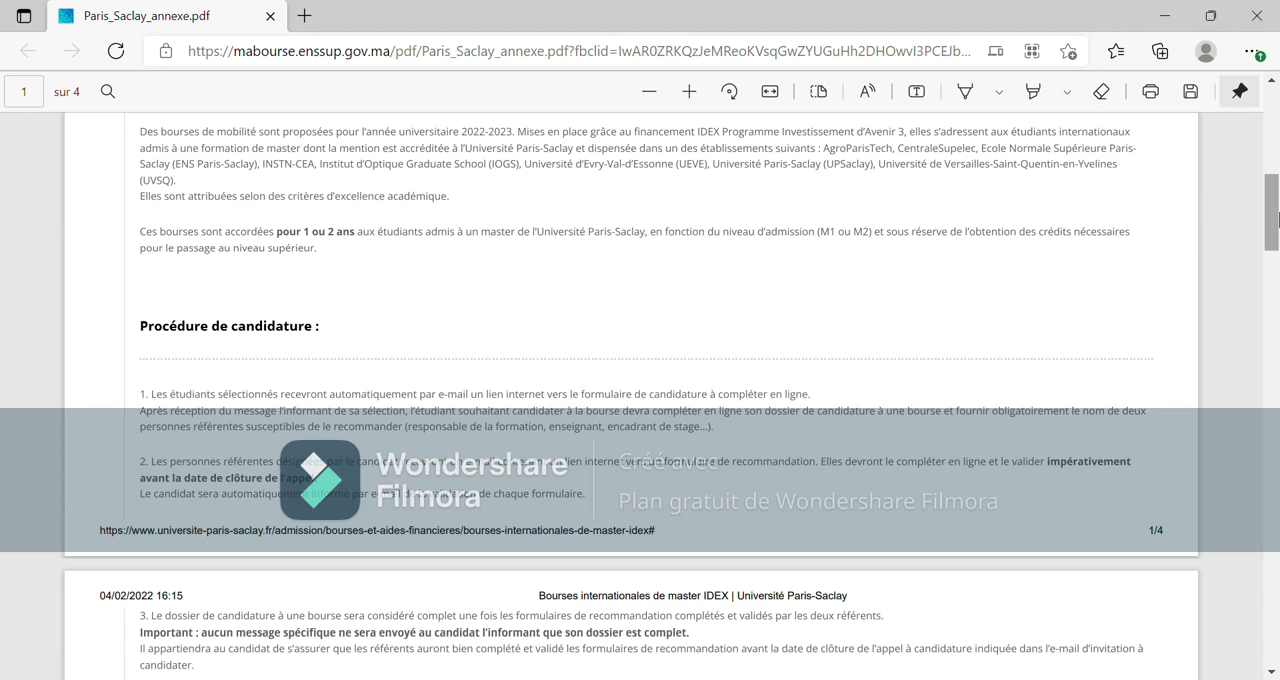 Paris_Saclay_annexe.pdf
https://mabourse.enssup.gov.ma/pdf/Paris_Saclay_annexe.pdf?fbclid=IwAR0ZRKQzJeMReoKVsqGwZYUGuHh2DHOwvI3PCEJb...
1 sur 4
Des bourses de mobilité sont proposées pour l'année universitaire 2022-2023. Mises en place grâce au financement IDEX Programme Investissement d'Avenir 3, elles s'adressent aux étudiants internationaux
admis à une formation de master dont la mention est accréditée à l'Université Paris-Saclay et dispensée dans un des établissements suivants : AgroParisTech, CentraleSupelec, Ecole Normale Supérieure Paris-
Saclay (ENS Paris-Saclay), INSTN-CEA, Institut d'Optique Graduate School (IOGS), Université d'Evry-Val-d'Essonne (UEVE), Université Paris-Saclay (UPSaclay), Université de Versailles-Saint-Quentin-en-Yvelines
(UVSQ).
Elles sont attribuées selon des critères d'excellence académique.
Ces bourses sont accordées pour 1 ou 2 ans aux étudiants admis à un master de l'Université Paris-Saclay, en fonction du niveau d'admission (M1 ou M2) et sous réserve de l'obtention des crédits nécessaires
pour le passage au niveau supérieur.
Procédure de candidature :
1. Les étudiants sélectionnés recevront automatiquement par e-mail un lien internet vers le formulaire de candidature à compléter en ligne.
Après réception du message l'informant de sa sélection, l'étudiant souhaitant candidater à la bourse devra compléter en ligne son dossier de candidature à une bourse et fournir obligatoirement le nom de deux
personnes référentes susceptibles de le recommander (responsable de la formation, enseignant, encadrant de stage...).
2. Les personnes référentes désignées par le lien interne formulaire de recommandation. Elles devront le compléter en ligne et le valider impérativement
avant la date de clôture de l'appel
Le candidat sera automatiquement informé par e-mail de chaque formulaire.
Wondershare
Filmora
Créé avec
Plan gratuit de Wondershare Filmora
https://www.universite-paris-saclay.fr/admission/bourses-et-aides-financieres/bourses-internationales-de-master-idex# 1/4
04/02/2022 16:15 Bourses internationales de master IDEX | Université Paris-Saclay
3. Le dossier de candidature à une bourse sera considéré complet une fois les formulaires de recommandation complétés et validés par les deux référents.
Important : aucun message spécifique ne sera envoyé au candidat l'informant que son dossier est complet.
Il appartiendra au candidat de s'assurer que les référents auront bien complété et validé les formulaires de recommandation avant la date de clôture de l'appel à candidature indiquée dans l'e-mail d'invitation à
candidater.